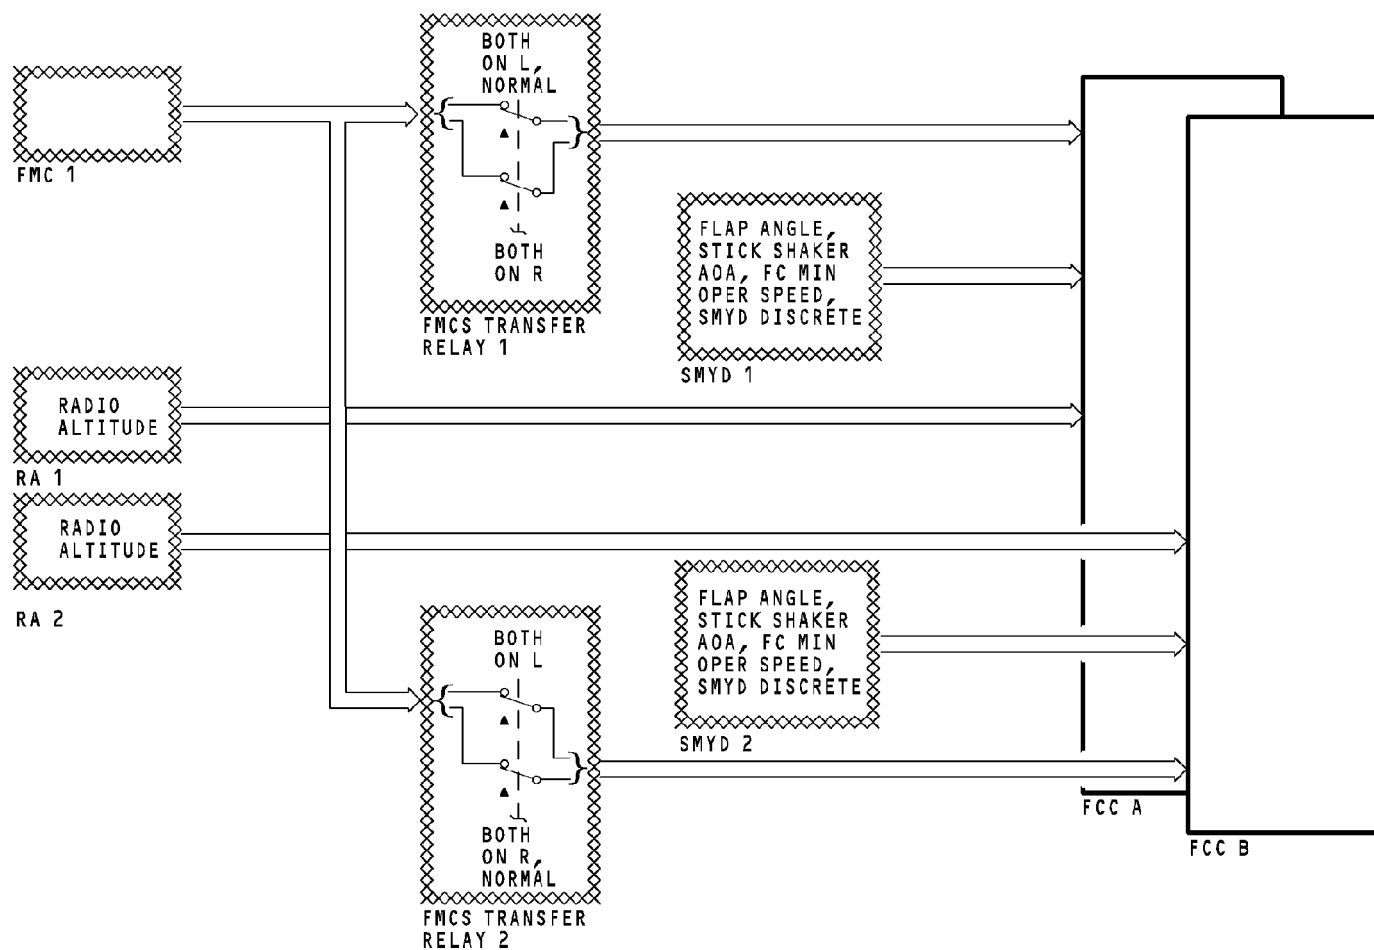 BOTH
ON L,
NORMAL
FMC 1
BOTH
ON R
FMCS TRANSFER
RELAY 1
FLAP ANGLE,
STICK SHAKER
AOA, FC MIN
OPER SPEED,
SMYD DISCRETE
SMYD 1
RADIO
ALTITUDE
RA 1
RADIO
ALTITUDE
RA 2
BOTH
ON L
FLAP ANGLE,
STICK SHAKER
AOA, FC MIN
OPER SPEED,
SMYD DISCRETE
SMYD 2
BOTH
ON R,
NORMAL
FMCS TRANSFER
RELAY 2
FCC A
FCC B